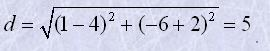 d = √((1−4)² + (−6+2)²) = 5